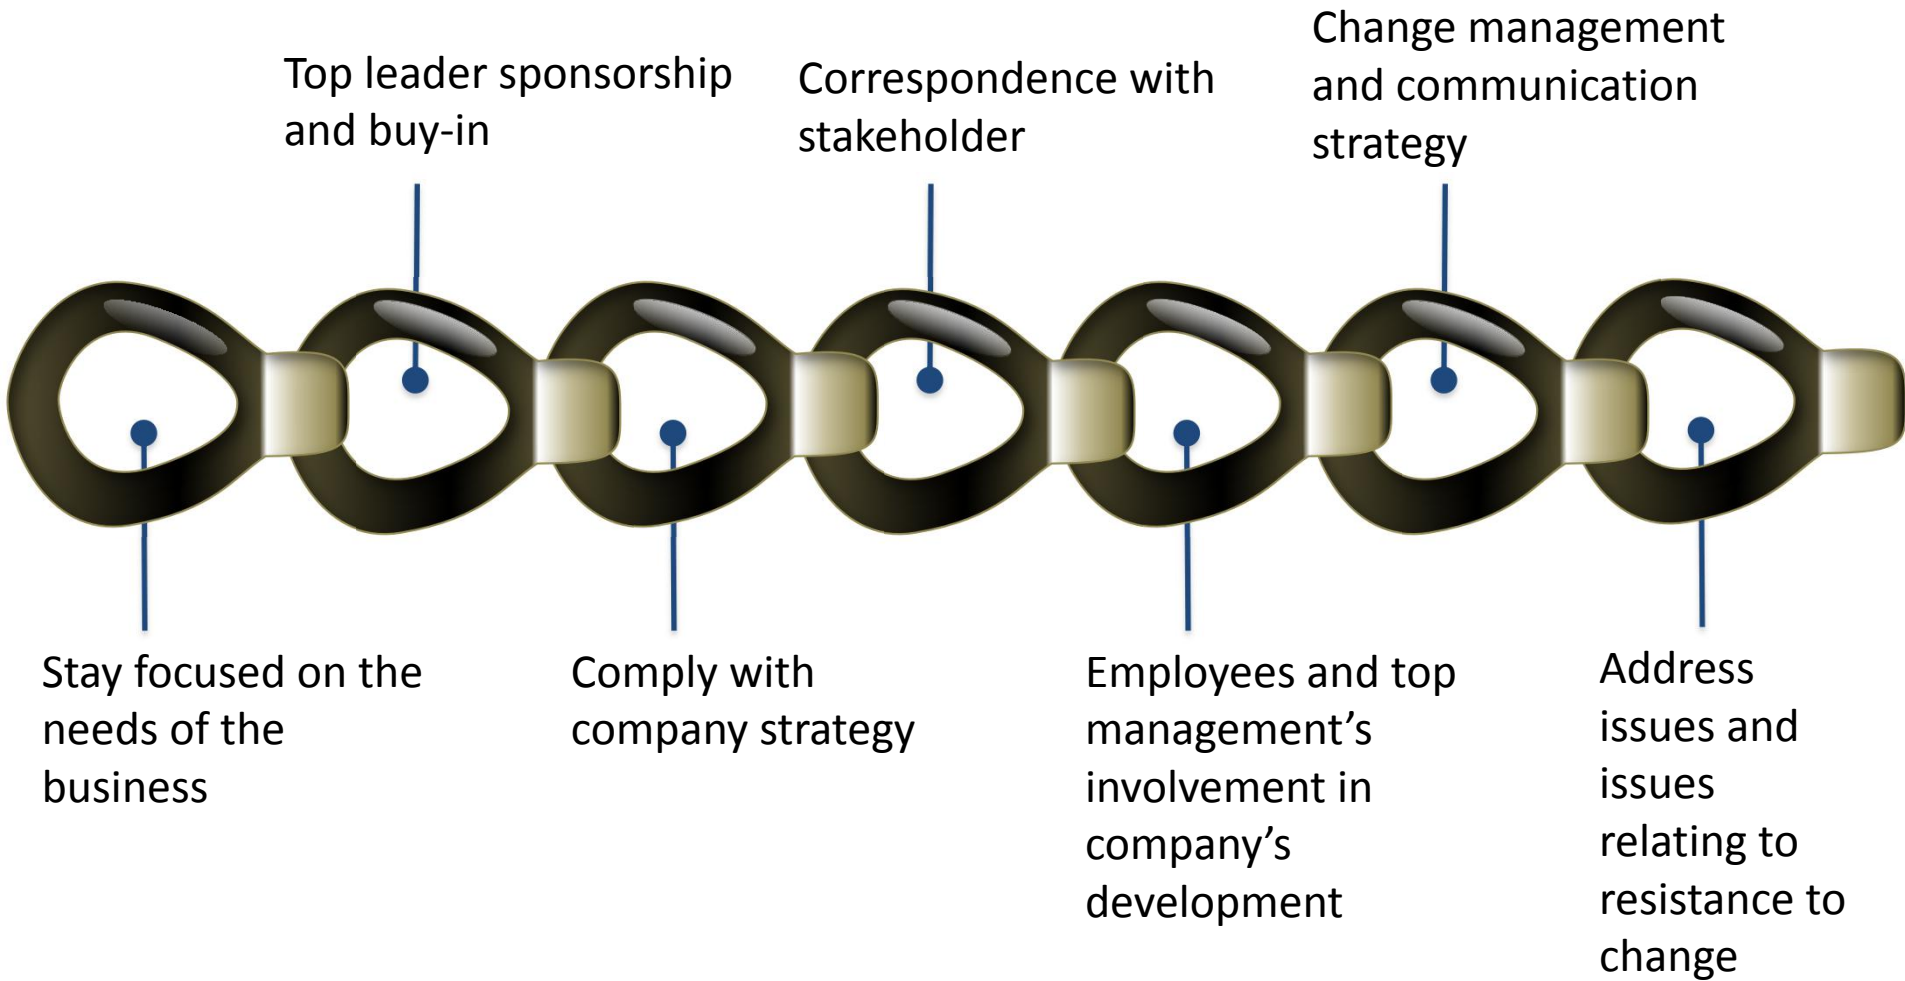 Top leader sponsorship
and buy-in
Correspondence with
stakeholder
Change management
and communication
strategy
Stay focused on the
needs of the
business
Comply with
company strategy
Employees and top
management’s
involvement in
company’s
development
Address
issues and
issues
relating to
resistance to
change